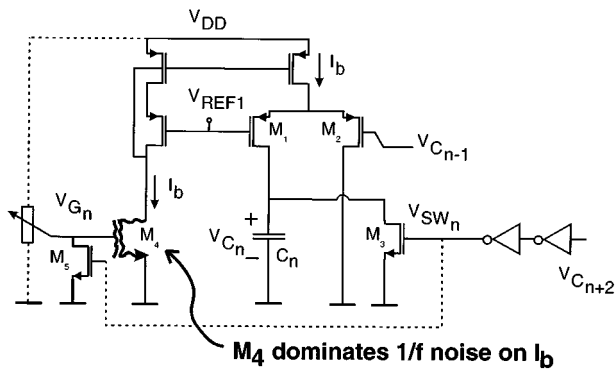 V_DD
I_b
V_REF1
M_1
M_2
V_C_n-1
I_b
V_G_n
M_4
M_5
V_C_n
+
-
C_n
M_3
V_SW_n
V_C_n+2
M_4 dominates 1/f noise on I_b